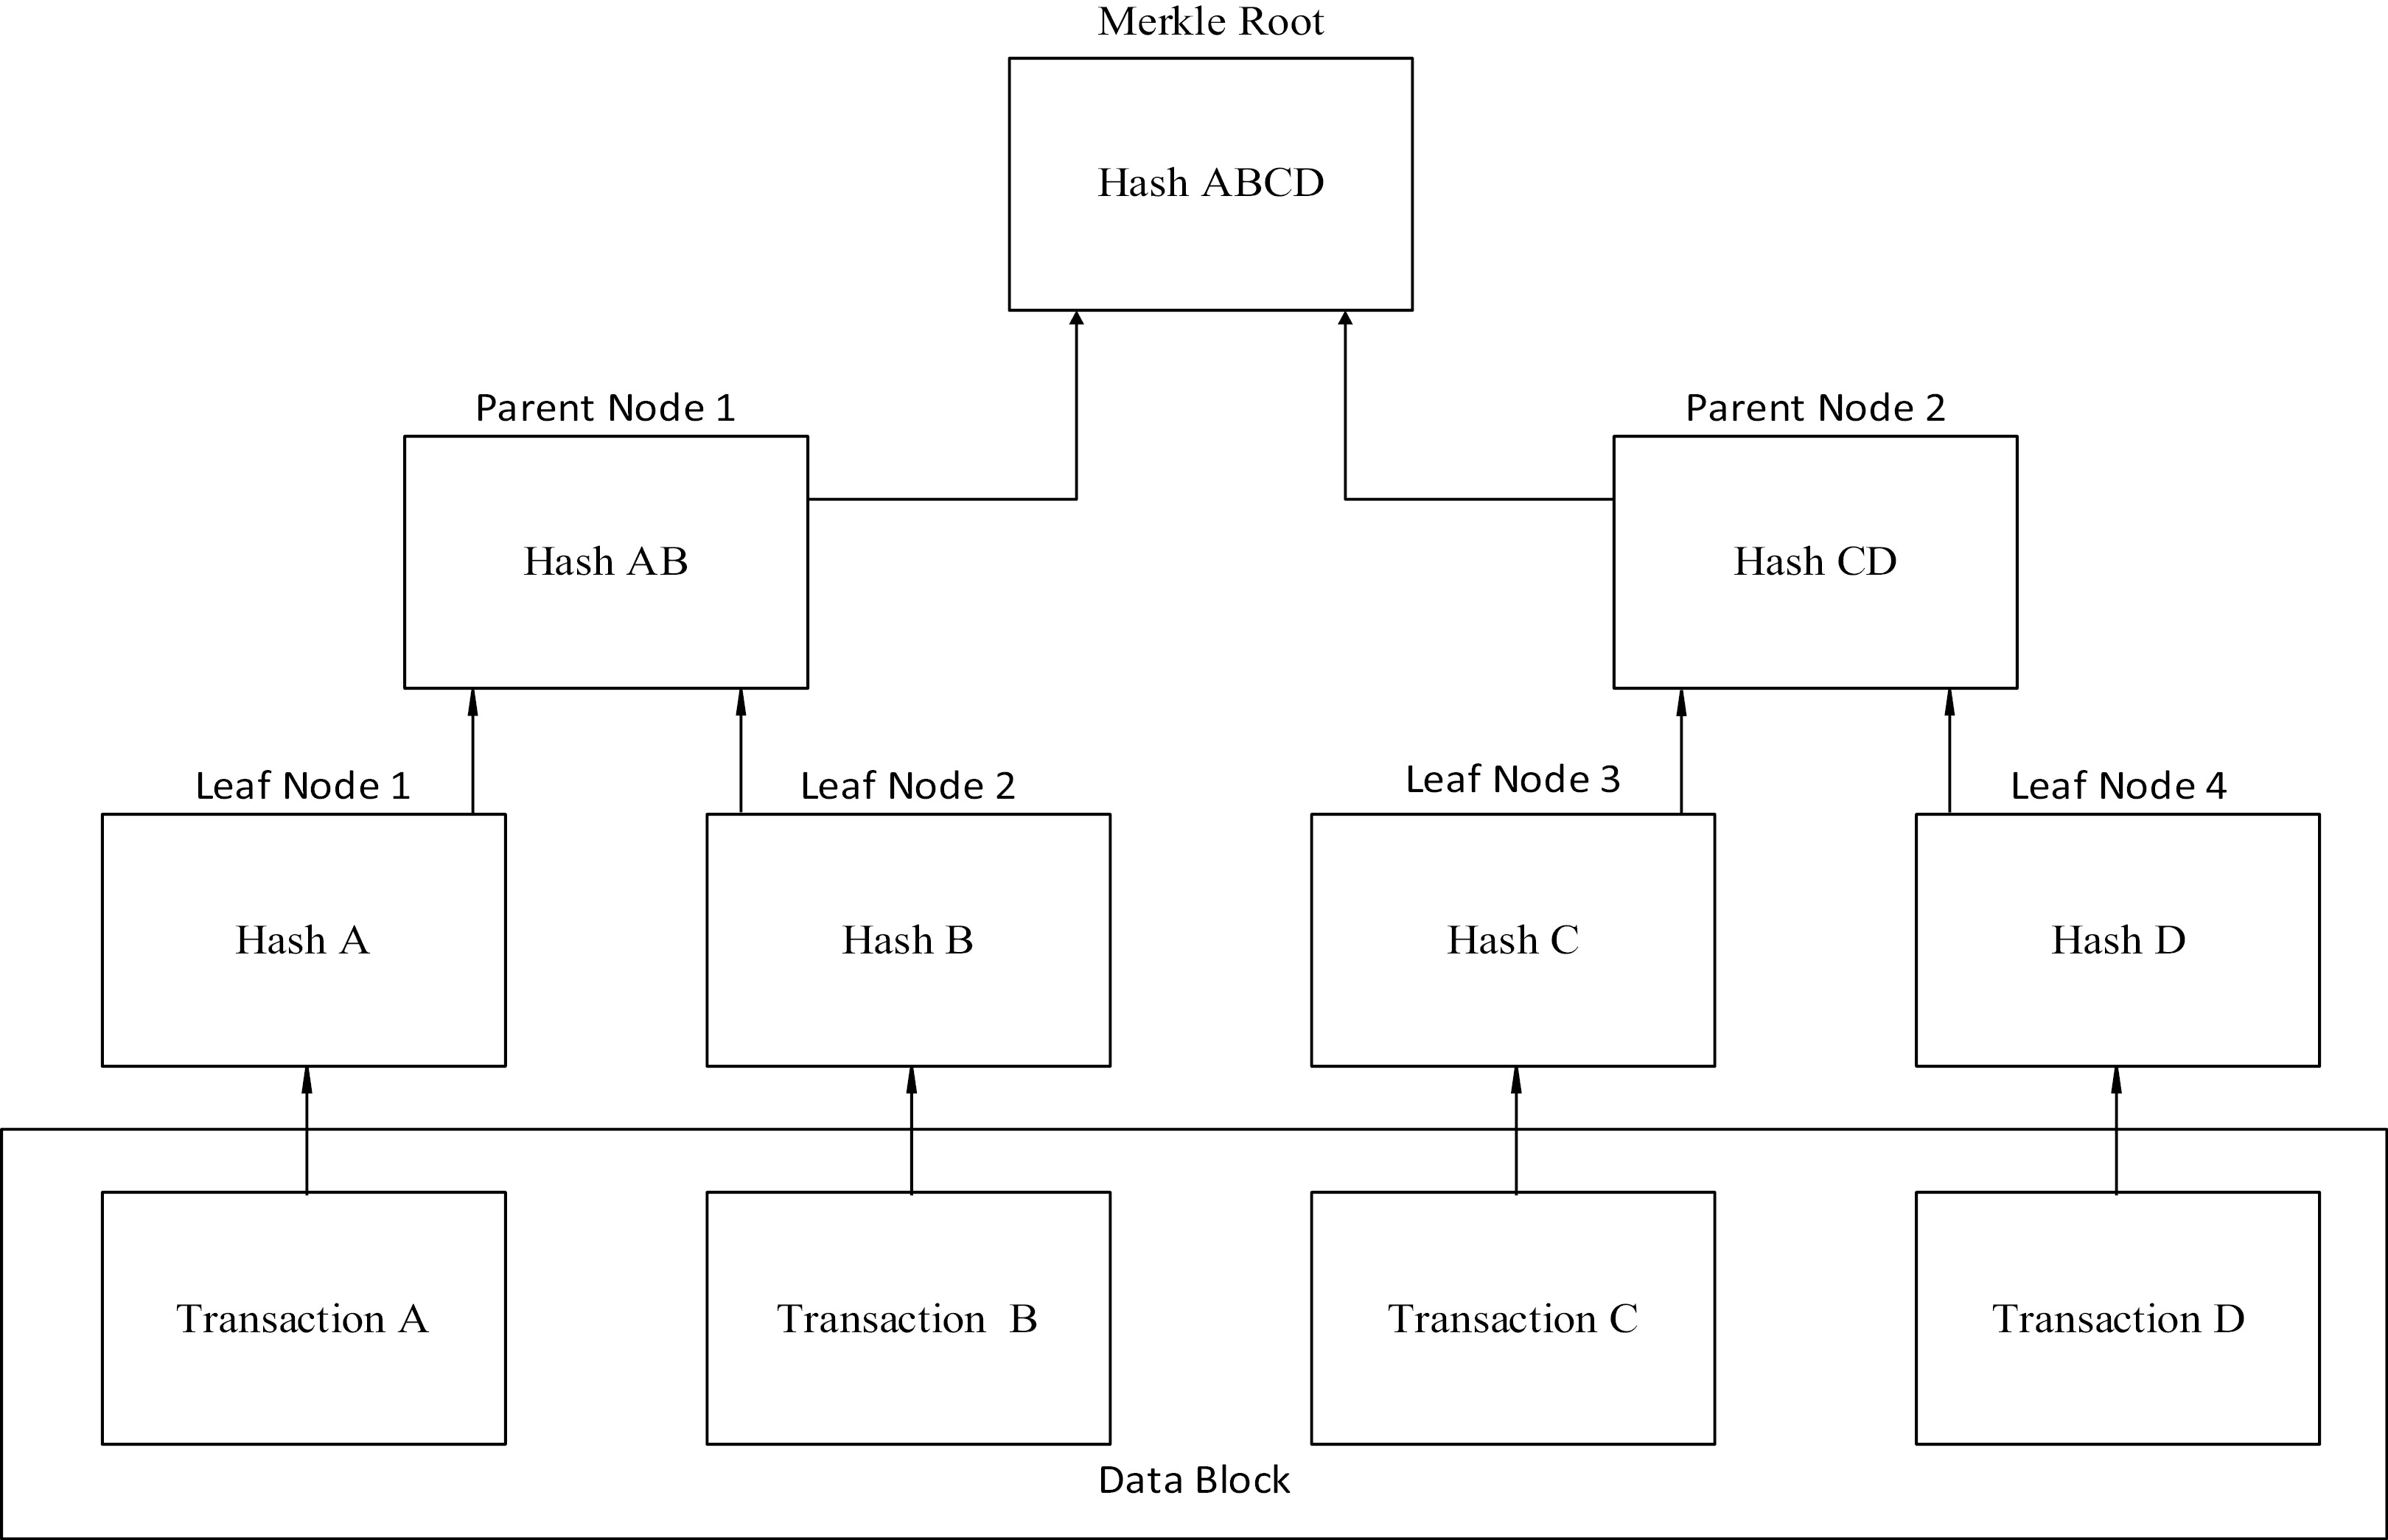 Merkle Root
Hash ABCD
Parent Node 1
Parent Node 2
Hash AB
Hash CD
Leaf Node 1
Leaf Node 2
Leaf Node 3
Leaf Node 4
Hash A
Hash B
Hash C
Hash D
Transaction A
Transaction B
Transaction C
Transaction D
Data Block